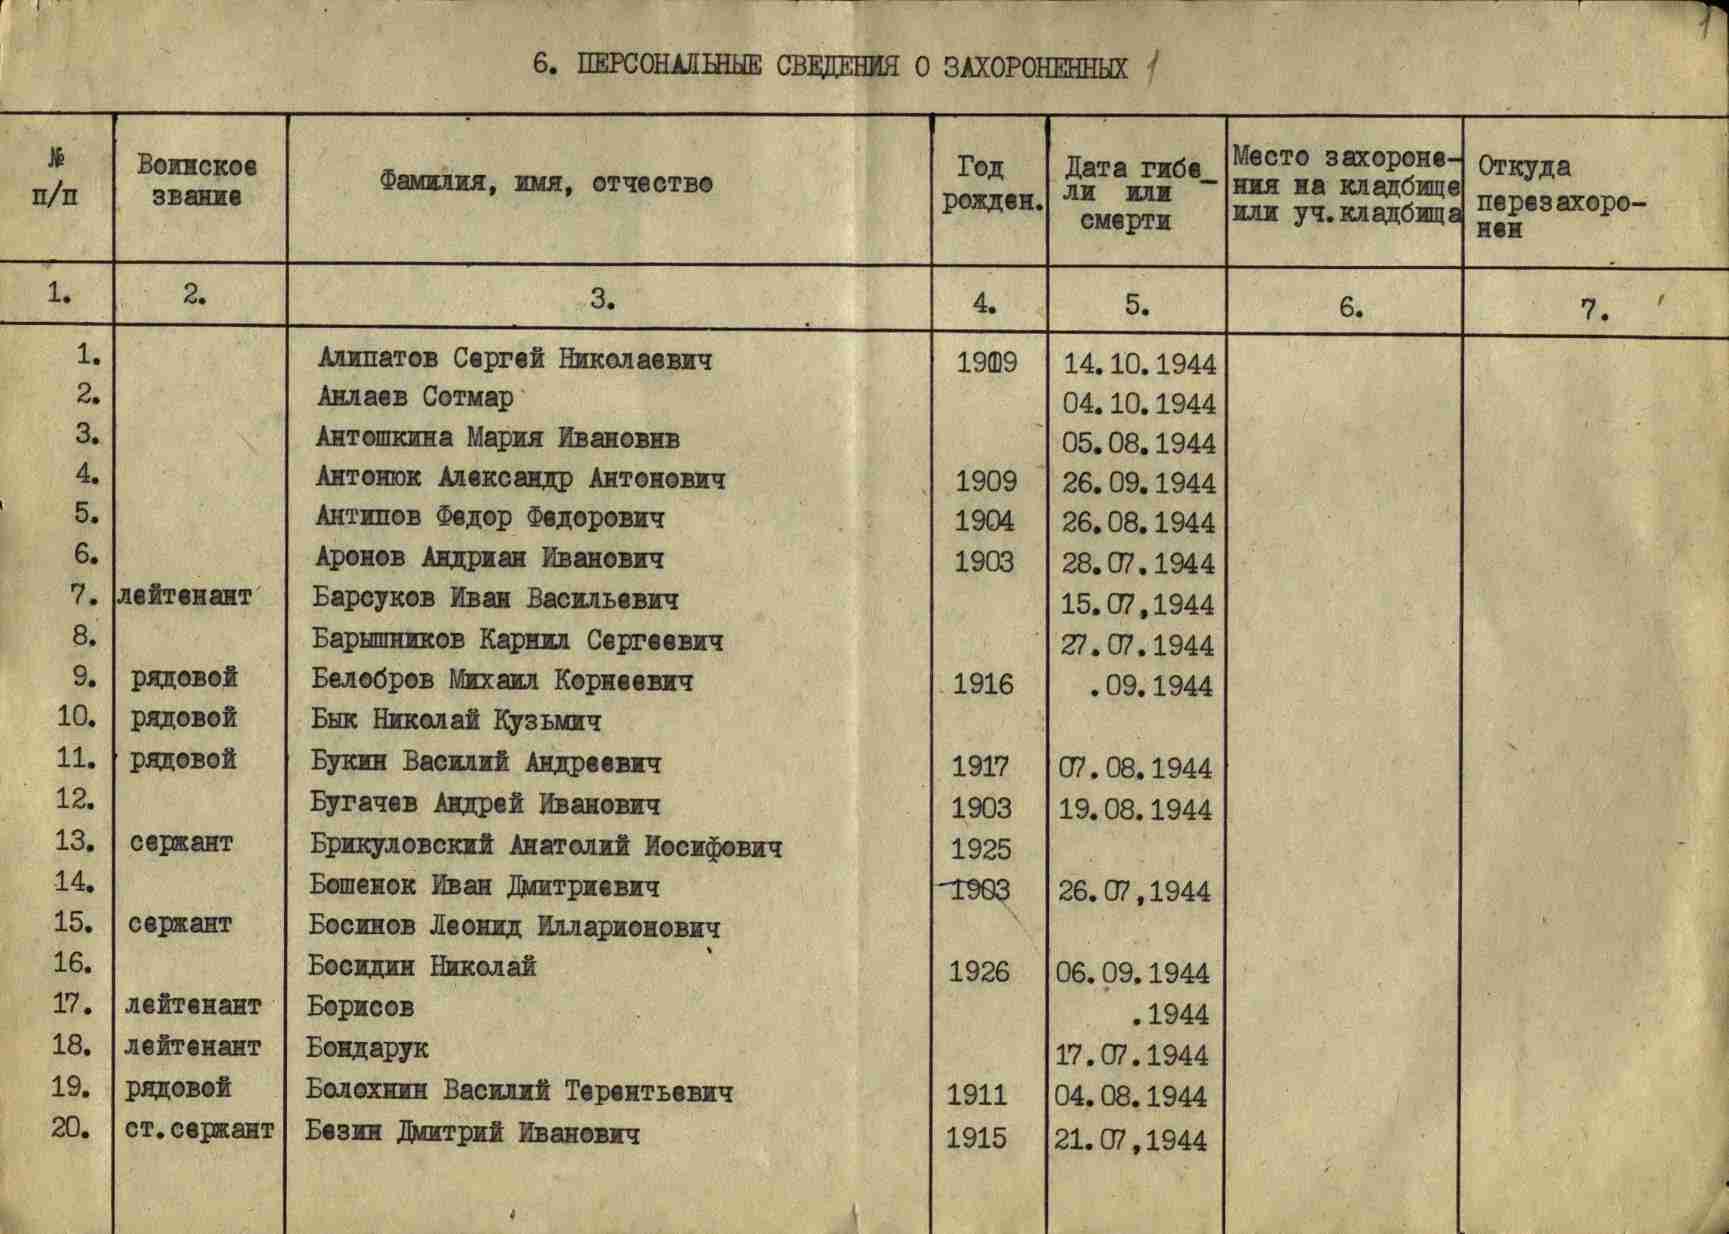 1
6. ПЕРСОНАЛЬНЫЕ СВЕДЕНИЯ О ЗАХОРОНЕННЫХ 1
№ п/п Воинское звание Фамилия, имя, отчество Год рожден. Дата гибе_ ли или смерти Место захороне- ния на кладбище или уч.кладбища Откуда перезахоро- нен
1. 2. 3. 4. 5. 6. 7.
1. Алипатов Сергей Николаевич 1909 14.10.1944
2. Анлаев Сотмар 04.10.1944
3. Антошкина Мария Ивановнв 05.08.1944
4. Антонюк Александр Антонович 1909 26.09.1944
5. Антипов Федор Федорович 1904 26.08.1944
6. Аронов Андриан Иванович 1903 28.07.1944
7. лейтенант Барсуков Иван Васильевич 15.07,1944
8. Барышников Карнил Сергеевич 27.07.1944
9. рядовой Белобров Михаил Корнеевич 1916 .09.1944
10. рядовой Бык Николай Кузьмич
11. рядовой Букин Василий Андреевич 1917 07.08.1944
12. Бугачев Андрей Иванович 1903 19.08.1944
13. сержант Брикуловский Анатолий Иосифович 1925
14. Бошенок Иван Дмитриевич 1903 26.07,1944
15. сержант Босинов Леонид Илларионович
16. Босидин Николай 1926 06.09.1944
17. лейтенант Борисов .1944
18. лейтенант Бондарук 17.07.1944
19. рядовой Болохнин Василий Терентьевич 1911 04.08.1944
20. ст.сержант Безин Дмитрий Иванович 1915 21.07,1944